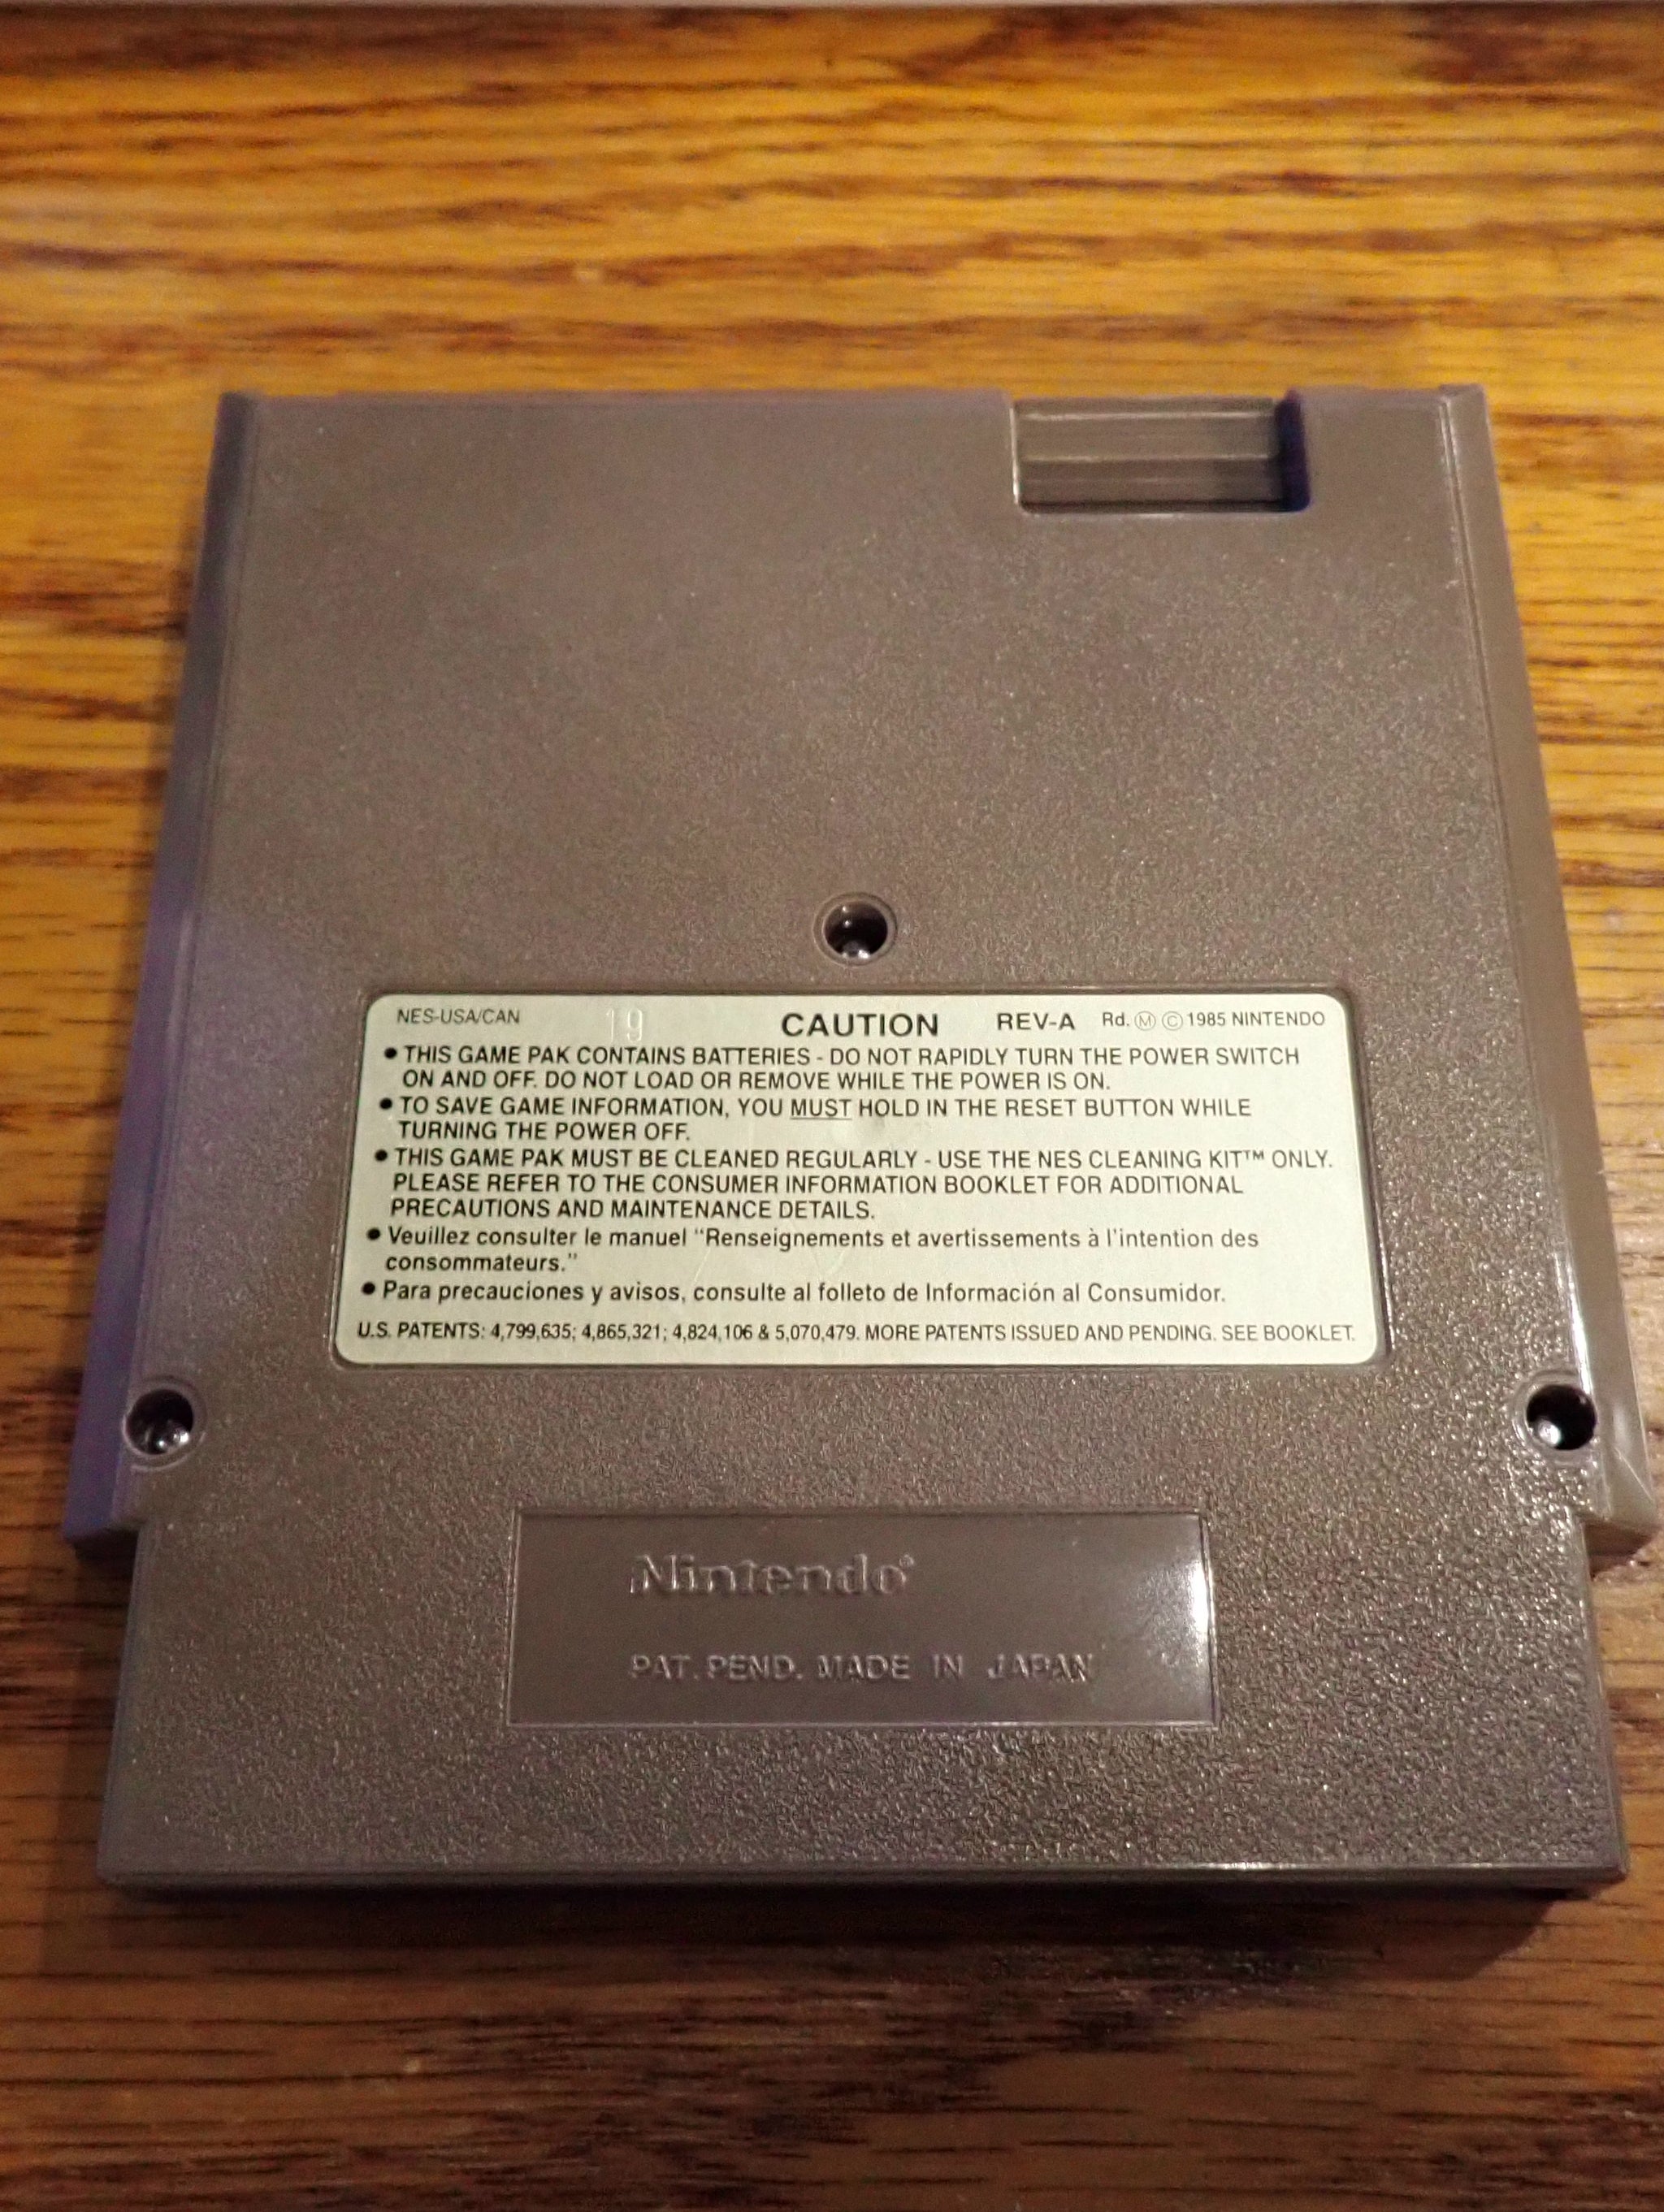 NES-USA/CAN 19 CAUTION REV-A Rd. Ⓜ © 1985 NINTENDO
● THIS GAME PAK CONTAINS BATTERIES - DO NOT RAPIDLY TURN THE POWER SWITCH
ON AND OFF. DO NOT LOAD OR REMOVE WHILE THE POWER IS ON.
● TO SAVE GAME INFORMATION, YOU MUST HOLD IN THE RESET BUTTON WHILE
TURNING THE POWER OFF.
● THIS GAME PAK MUST BE CLEANED REGULARLY - USE THE NES CLEANING KIT™ ONLY.
PLEASE REFER TO THE CONSUMER INFORMATION BOOKLET FOR ADDITIONAL
PRECAUTIONS AND MAINTENANCE DETAILS.
● Veuillez consulter le manuel "Renseignements et avertissements à l'intention des
consommateurs."
● Para precauciones y avisos, consulte al folleto de Información al Consumidor.
U.S. PATENTS: 4,799,635; 4,865,321; 4,824,106 & 5,070,479. MORE PATENTS ISSUED AND PENDING. SEE BOOKLET.
Nintendo®
PAT. PEND. MADE IN JAPAN